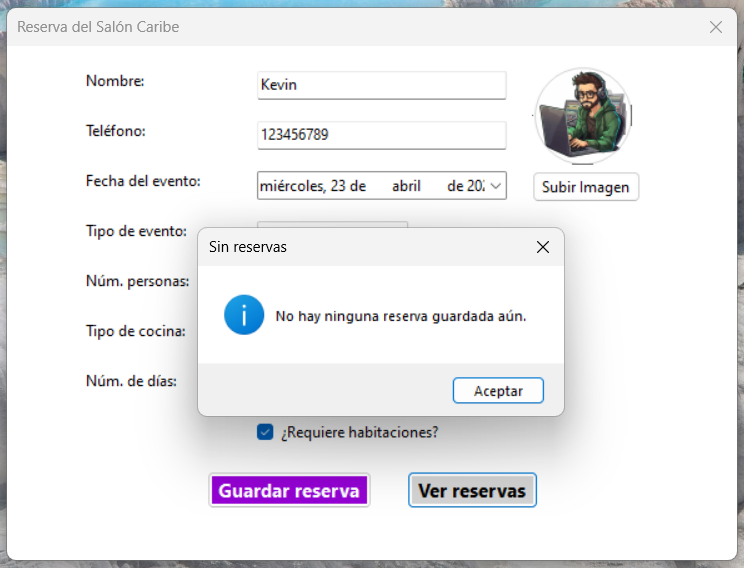 Reserva del Salón Caribe
Nombre:
Kevin
Teléfono:
123456789
Fecha del evento:
miércoles, 23 de abril de 202
Subir Imagen
Tipo de evento:
Sin reservas
Núm. personas:
No hay ninguna reserva guardada aún.
Tipo de cocina:
Núm. de días:
Aceptar
¿Requiere habitaciones?
Guardar reserva
Ver reservas